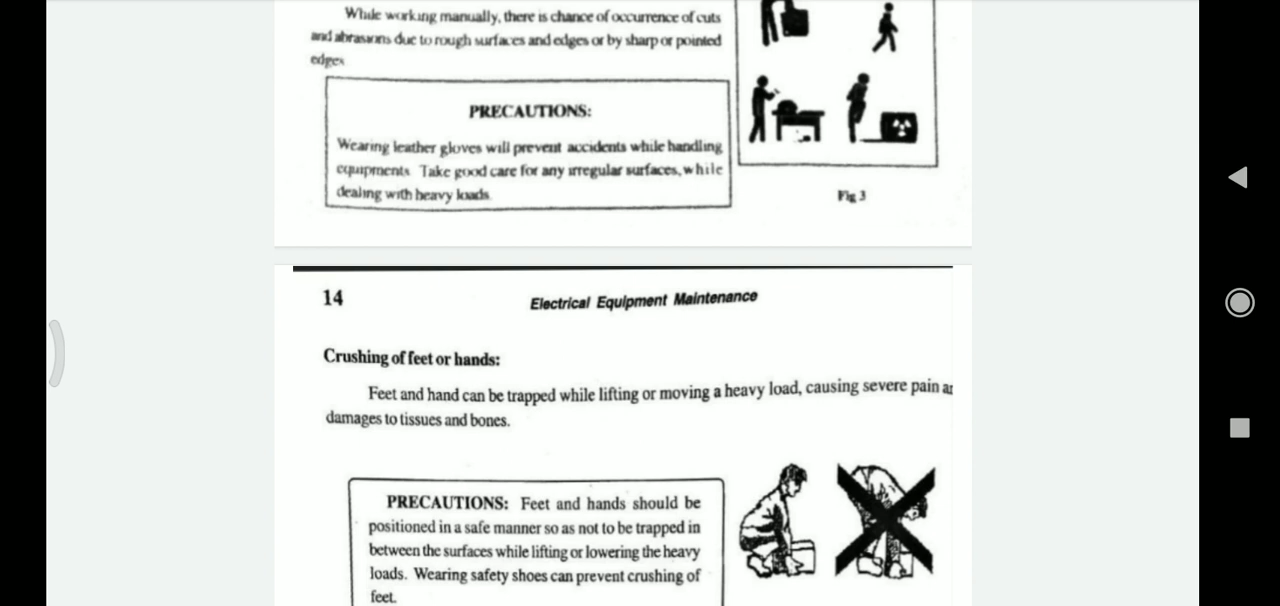 While working manually, there is chance of occurrence of cuts
and abrasions due to rough surfaces and edges or by sharp or pointed
edges
PRECAUTIONS:
Wearing leather gloves will prevent accidents while handling
equipments Take good care for any irregular surfaces, while
dealing with heavy loads.
Fig 3
14
Electrical Equipment Maintenance
Crushing of feet or hands:
Feet and hand can be trapped while lifting or moving a heavy load, causing severe pain
damages to tissues and bones.
PRECAUTIONS: Feet and hands should be
positioned in a safe manner so as not to be trapped in
between the surfaces while lifting or lowering the heavy
loads. Wearing safety shoes can prevent crushing of
feet.